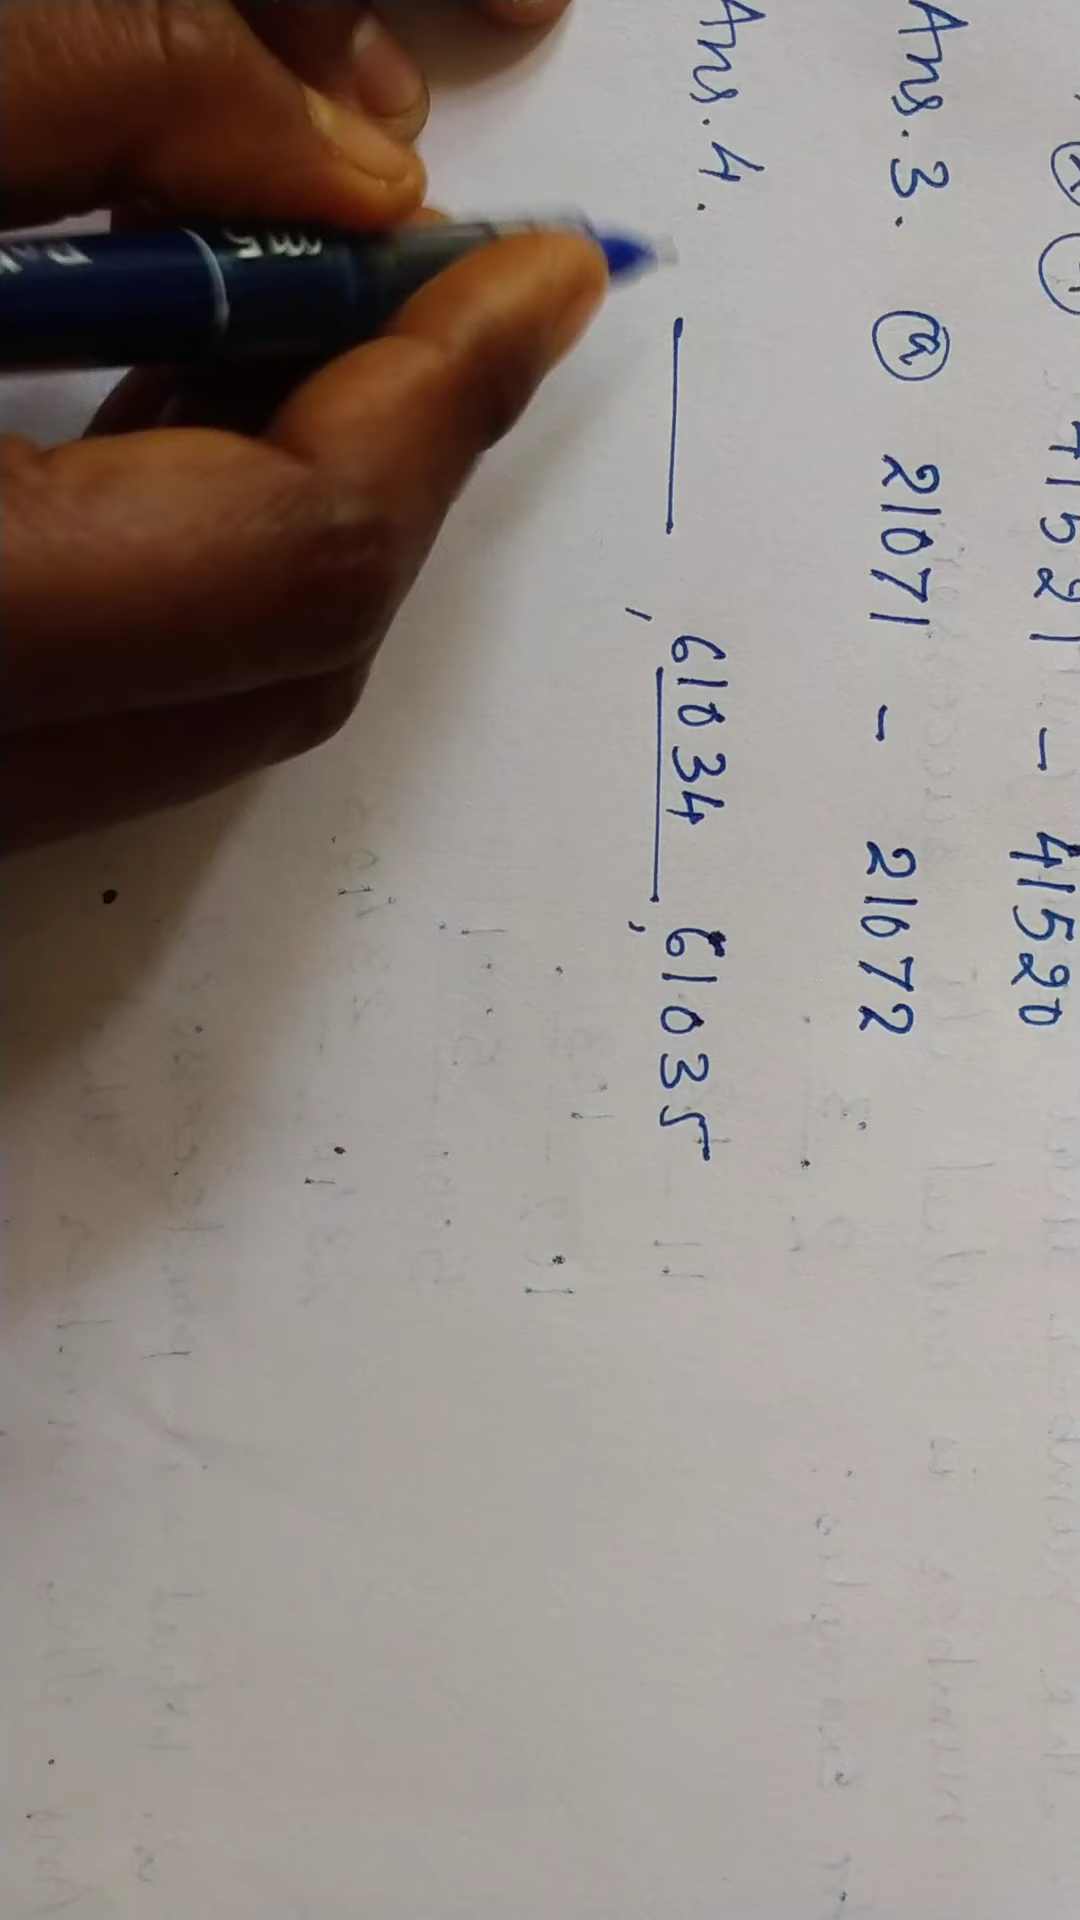 41521 - 41520
Ans. 3. (a) 21071 - 21072
Ans. 4. ____ , 61034 , 61035